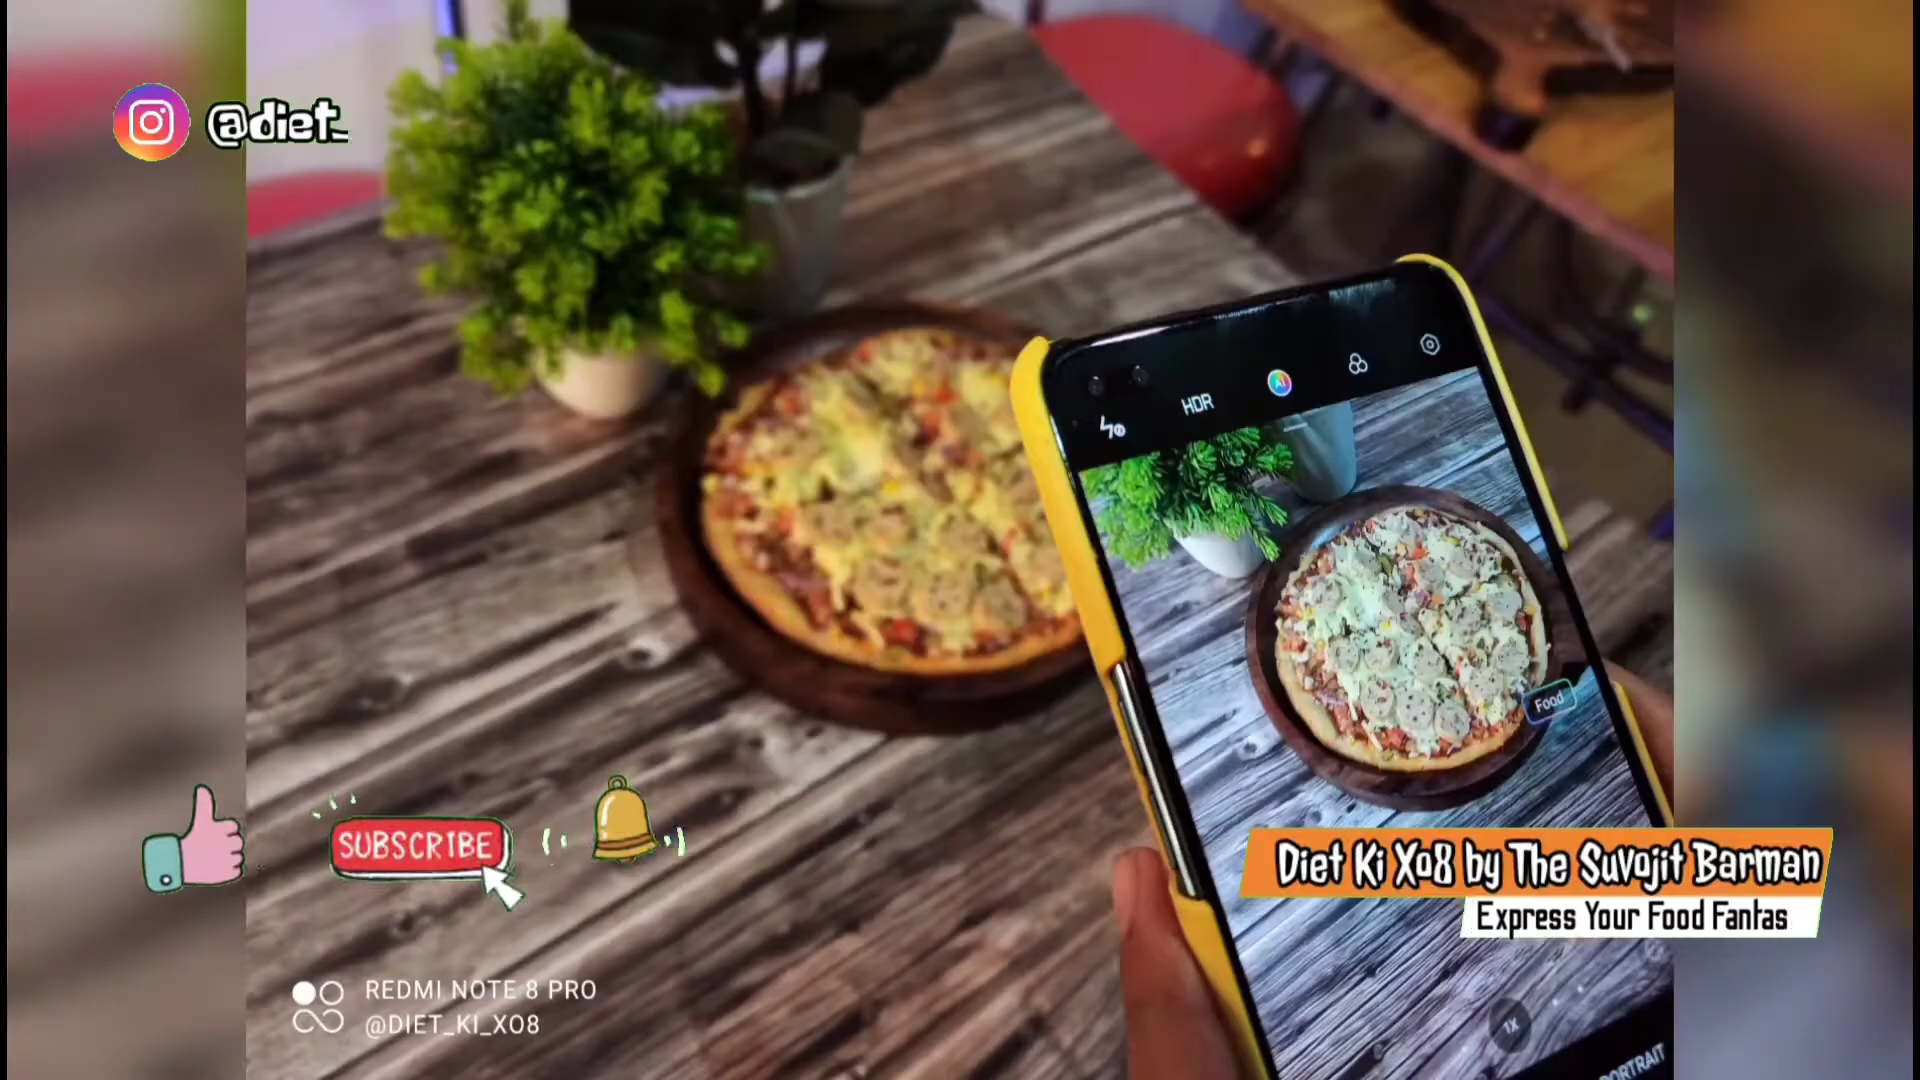 @diet_
HDR
AI
Food
SUBSCRIBE
Diet Ki Xo8 by The Suvojit Barman
Express Your Food Fantas
REDMI NOTE 8 PRO
@DIET_KI_XO8
1X
PORTRAIT